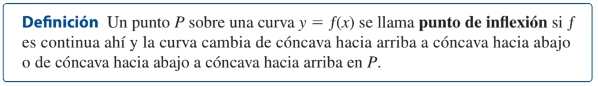 Definición Un punto P sobre una curva y = f(x) se llama punto de inflexión si f
es continua ahí y la curva cambia de cóncava hacia arriba a cóncava hacia abajo
o de cóncava hacia abajo a cóncava hacia arriba en P.